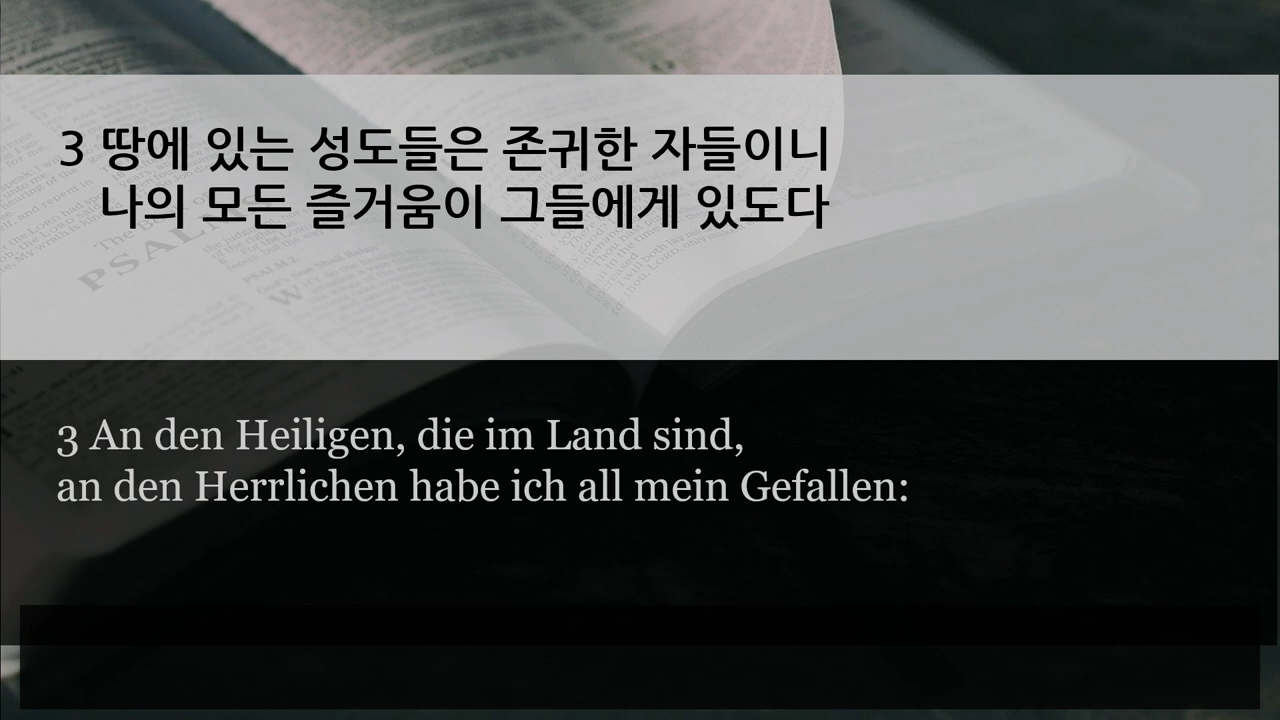 3 땅에 있는 성도들은 존귀한 자들이니
나의 모든 즐거움이 그들에게 있도다
PSALM
3 An den Heiligen, die im Land sind,
an den Herrlichen habe ich all mein Gefallen: